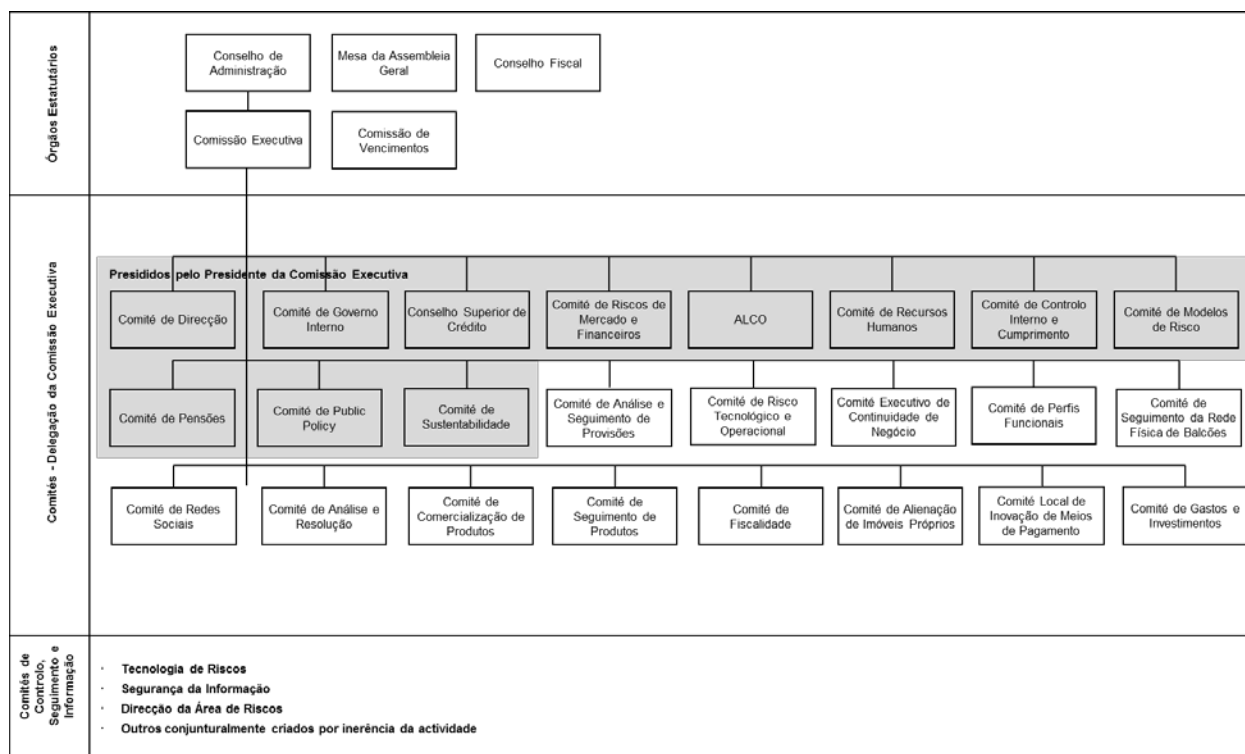 Órgãos Estatutários
Conselho de
Administração
Mesa da Assembleia
Geral
Conselho Fiscal
Comissão Executiva
Comissão de
Vencimentos
Comités - Delegação da Comissão Executiva
Presididos pelo Presidente da Comissão Executiva
Comité de Direcção
Comité de Governo
Interno
Conselho Superior de
Crédito
Comité de Riscos de
Mercado e
Financeiros
ALCO
Comité de Recursos
Humanos
Comité de Controlo
Interno e
Cumprimento
Comité de Modelos
de Risco
Comité de Pensões
Comité de Public
Policy
Comité de
Sustentabilidade
Comité de Análise e
Seguimento de
Provisões
Comité de Risco
Tecnológico e
Operacional
Comité Executivo de
Continuidade de
Negócio
Comité de Perfis
Funcionais
Comité de
Seguimento da Rede
Física de Balcões
Comité de Redes
Sociais
Comité de Análise e
Resolução
Comité de
Comercialização de
Produtos
Comité de
Seguimento de
Produtos
Comité de
Fiscalidade
Comité de Alienação
de Imóveis Próprios
Comité Local de
Inovação de Meios
de Pagamento
Comité de Gastos e
Investimentos
Comités de
Controlo,
Seguimento e
Informação
· Tecnologia de Riscos
· Segurança da Informação
· Direcção da Área de Riscos
· Outros conjunturalmente criados por inerência da actividade